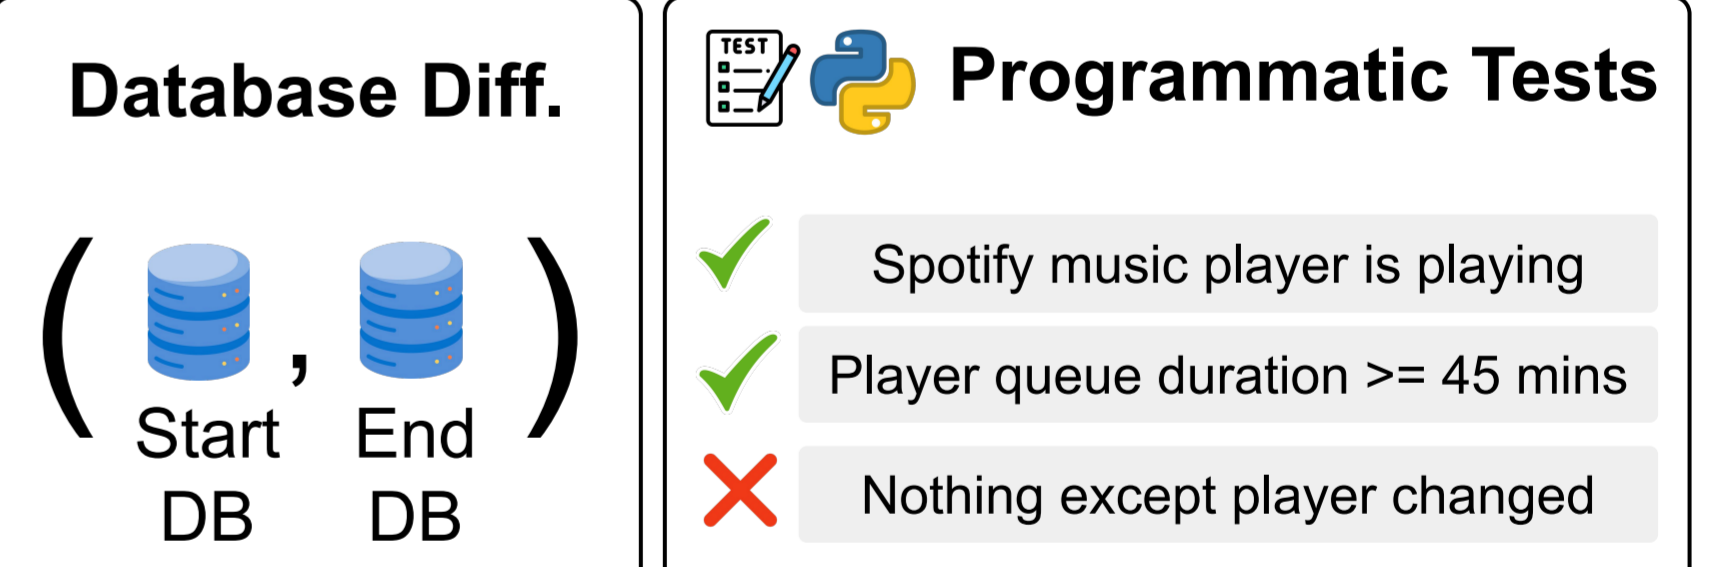 Database Diff.
( , )
Start End
DB DB
TEST
Programmatic Tests
Spotify music player is playing
Player queue duration >= 45 mins
Nothing except player changed